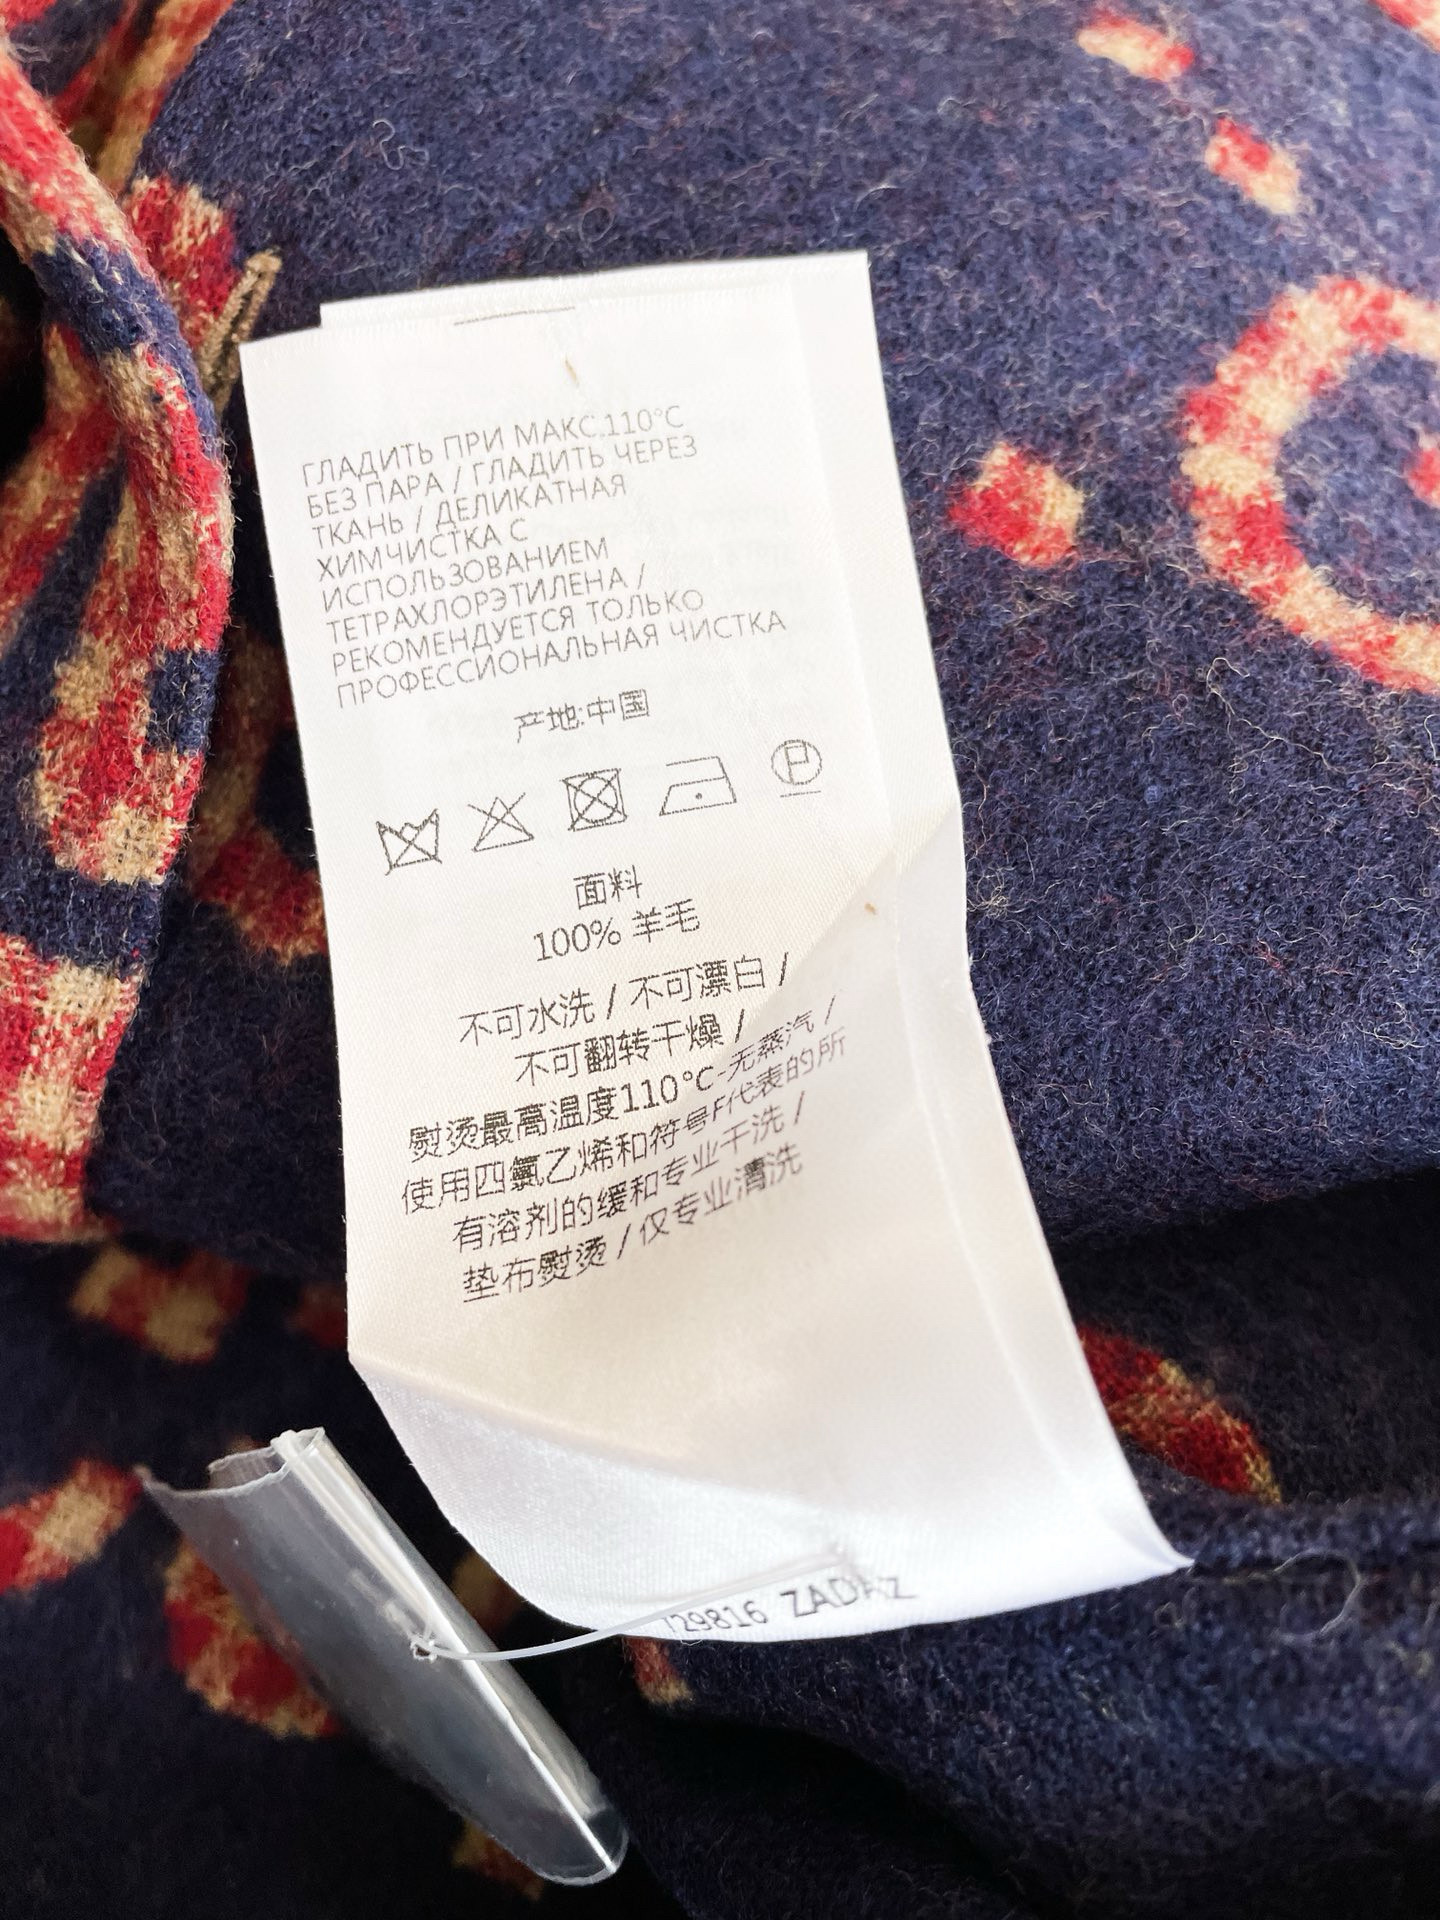 ГЛАДИТЬ ПРИ МАКС.110°C
БЕЗ ПАРА / ГЛАДИТЬ ЧЕРЕЗ
ТКАНЬ / ДЕЛИКАТНАЯ
ХИМЧИСТКА С
ИСПОЛЬЗОВАНИЕМ
ТЕТРАХЛОРЭТИЛЕНА /
РЕКОМЕНДУЕТСЯ ТОЛЬКО
ПРОФЕССИОНАЛЬНАЯ ЧИСТКА
产地:中国
P
面料
100% 羊毛
不可水洗 / 不可漂白 /
不可翻转干燥 /
熨烫最高温度110°C-无蒸汽 /
使用四氯乙烯和符号F代表的所
有溶剂的缓和专业干洗 /
垫布熨烫 / 仅专业清洗
729816 ZADAZ